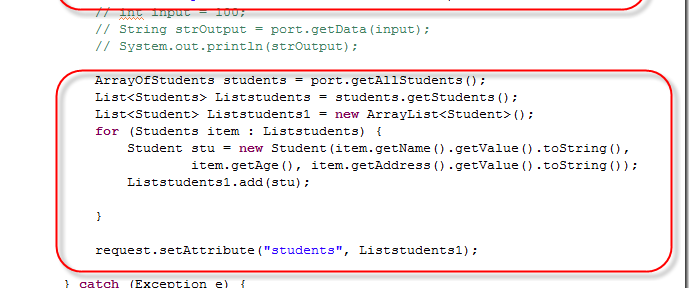 // int input = 100;
// String strOutput = port.getData(input);
// System.out.println(strOutput);
ArrayOfStudents students = port.getAllStudents();
List<Students> Liststudents = students.getStudents();
List<Student> Liststudents1 = new ArrayList<Student>();
for (Students item : Liststudents) {
Student stu = new Student(item.getName().getValue().toString(),
item.getAge(), item.getAddress().getValue().toString());
Liststudents1.add(stu);
}
request.setAttribute("students", Liststudents1);
} catch (Exception e) {